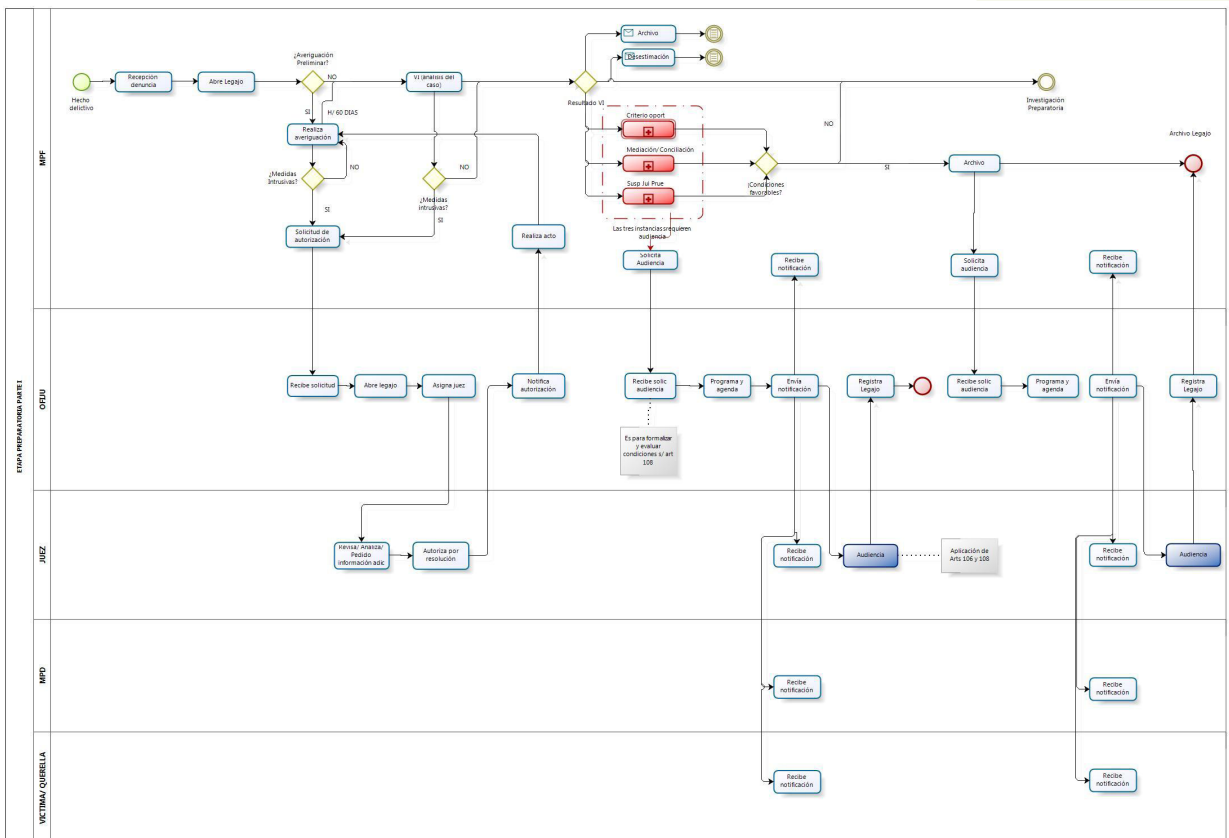 ETAPA PREPARATORIA PARTE I
MPF
Hecho
delictivo
Recepción
denuncia
Abre Legajo
¿Averiguación
Preliminar?
NO
SI
H/ 60 DIAS
Realiza
averiguación
¿Medidas
Intrusivas?
NO
SI
Solicitud de
autorización
VI (analisis del
caso)
¿Medidas
intrusivas?
SI
NO
Realiza acto
Resultado VI
Archivo
Desestimación
Criterio oport
Mediación/ Conciliación
Susp Jui Prue
Las tres instancias requieren
audiencia
Solicita
Audiencia
¿Condiciones
favorables?
NO
SI
Investigación
Preparatoria
Archivo
Archivo Legajo
Recibe
notificación
Solicita
audiencia
Recibe
notificación
OFIJU
Recibe solicitud
Abre legajo
Asigna juez
Notifica
autorización
Recibe solic
audiencia
Programa y
agenda
Envía
notificación
Registra
Legajo
Recibe solic
audiencia
Programa y
agenda
Envía
notificación
Registra
Legajo
Es para formalizar
y evaluar
condiciones s/ art
108
JUEZ
Revisa/ Analiza/
Pedido
información adic
Autoriza por
resolución
Recibe
notificación
Audiencia
Aplicación de
Arts 106 y 108
Recibe
notificación
Audiencia
MPD
Recibe
notificación
Recibe
notificación
VICTIMA/ QUERELLA
Recibe
notificación
Recibe
notificación